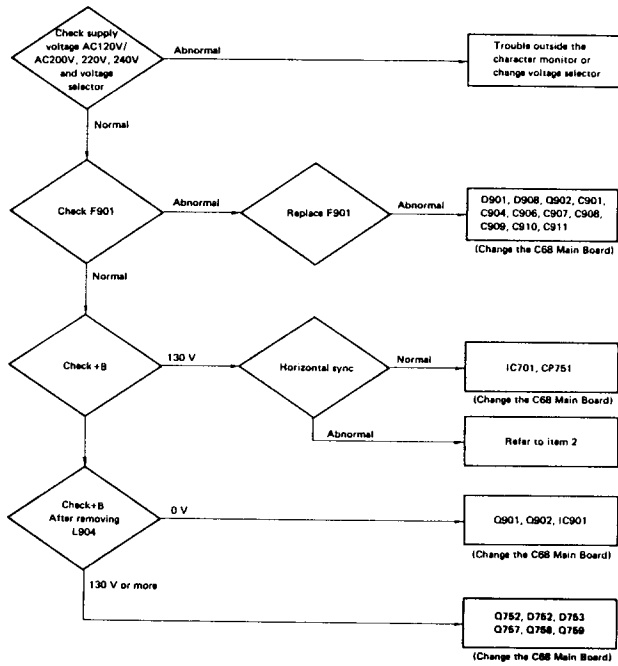 Check supply
voltage AC120V/
AC200V, 220V, 240V
and voltage
selector
Abnormal
Trouble outside the
character monitor or
change voltage selector
Normal
Check F901
Abnormal
Replace F901
Abnormal
D901, D908, Q902, C901,
C904, C906, C907, C908,
C909, C910, C911
(Change the C68 Main Board)
Normal
Check +B
130 V
Horizontal sync
Normal
IC701, CP751
(Change the C68 Main Board)
Abnormal
Refer to item 2
Check+B
After removing
L904
0 V
Q901, Q902, IC901
(Change the C68 Main Board)
130 V or more
Q752, D752, D753
Q757, Q758, Q759
(Change the C68 Main Board)